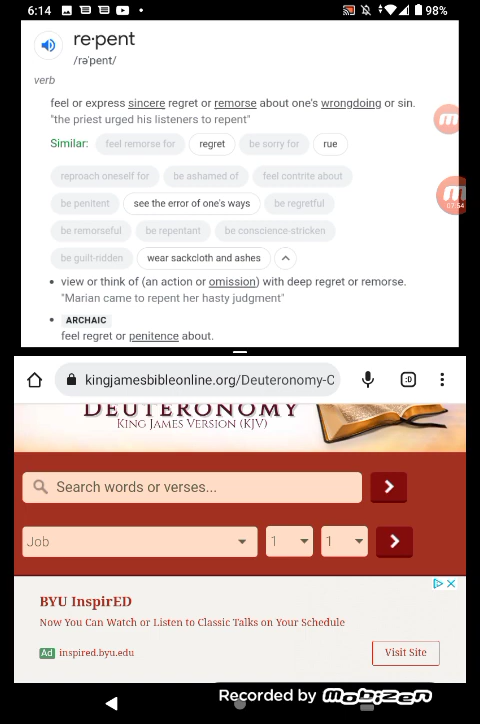 6:14 98%
re·pent
/rəˈpent/
verb
feel or express sincere regret or remorse about one's wrongdoing or sin.
"the priest urged his listeners to repent"
Similar: feel remorse for regret be sorry for rue
reproach oneself for be ashamed of feel contrite about
be penitent see the error of one's ways be regretful
be remorseful be repentant be conscience-stricken
be guilt-ridden wear sackcloth and ashes
• view or think of (an action or omission) with deep regret or remorse.
"Marian came to repent her hasty judgment"
• ARCHAIC
feel regret or penitence about.
07:54
kingjamesbibleonline.org/Deuteronomy-C :D
DEUTERONOMY
KING JAMES VERSION (KJV)
Search words or verses...
Job 1 1
BYU InspirED
Now You Can Watch or Listen to Classic Talks on Your Schedule
Ad inspired.byu.edu Visit Site
Recorded by mobizen